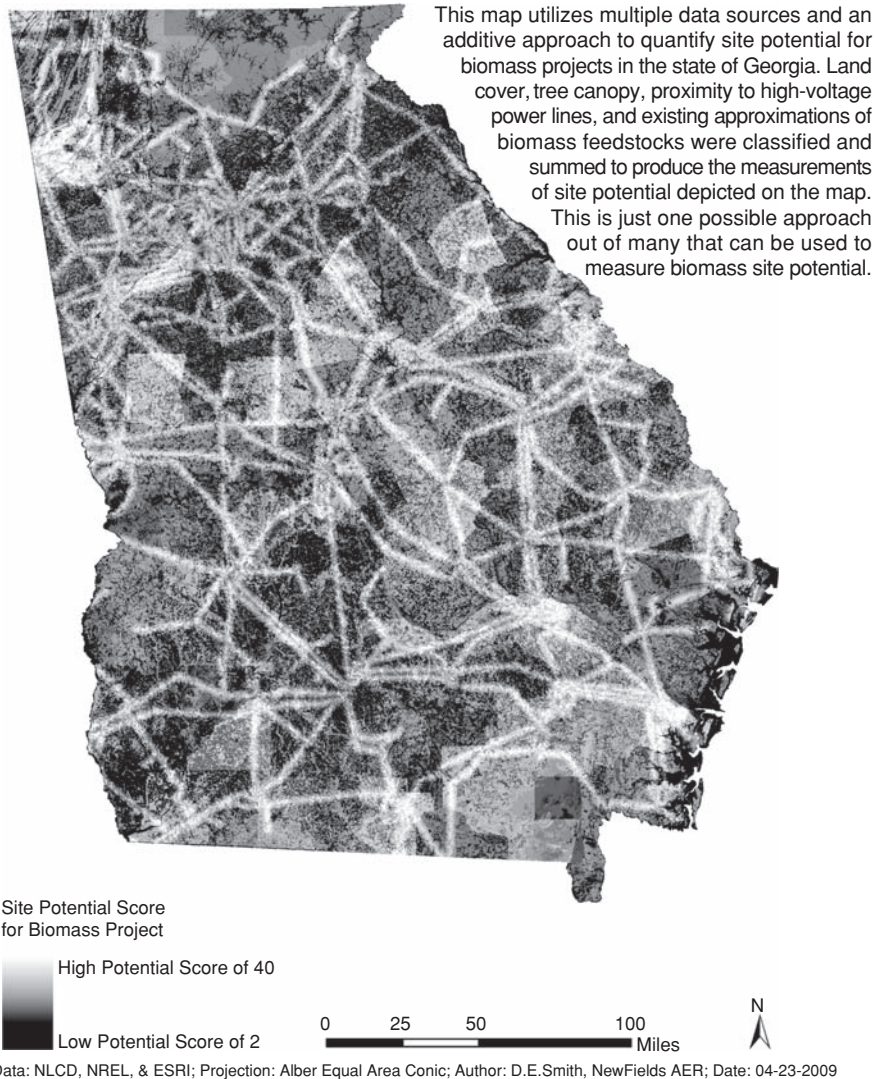 This map utilizes multiple data sources and an
additive approach to quantify site potential for
biomass projects in the state of Georgia. Land
cover, tree canopy, proximity to high-voltage
power lines, and existing approximations of
biomass feedstocks were classified and
summed to produce the measurements
of site potential depicted on the map.
This is just one possible approach
out of many that can be used to
measure biomass site potential.
Site Potential Score
for Biomass Project
High Potential Score of 40
Low Potential Score of 2
0 25 50 100
Miles
N
Data: NLCD, NREL, & ESRI; Projection: Alber Equal Area Conic; Author: D.E.Smith, NewFields AER; Date: 04-23-2009